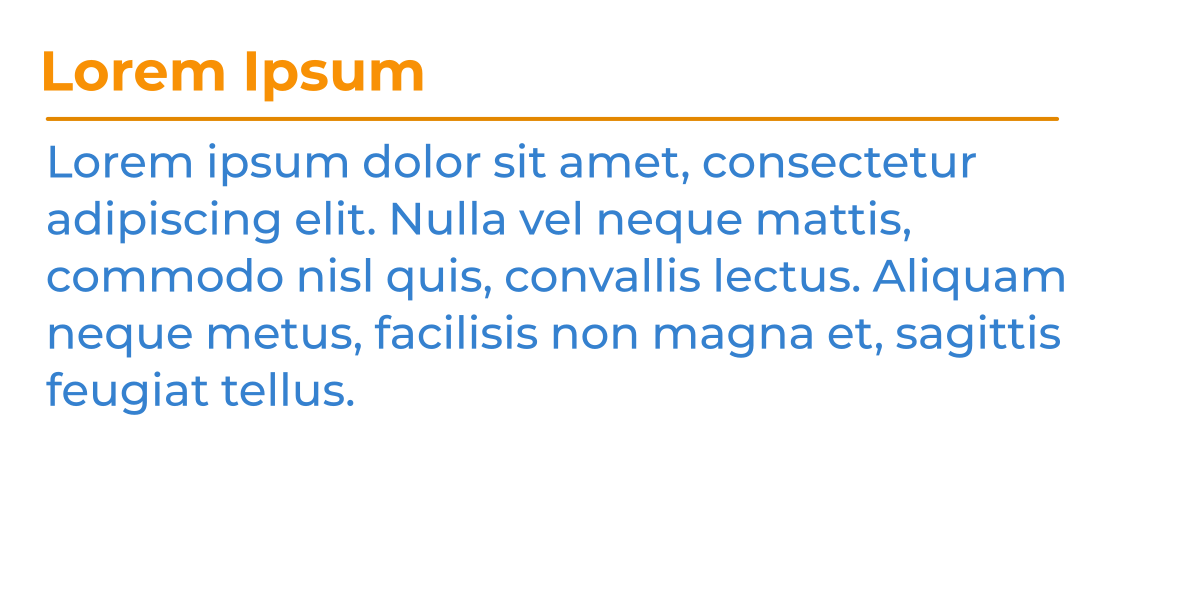 Lorem Ipsum
Lorem ipsum dolor sit amet, consectetur
adipiscing elit. Nulla vel neque mattis,
commodo nisl quis, convallis lectus. Aliquam
neque metus, facilisis non magna et, sagittis
feugiat tellus.